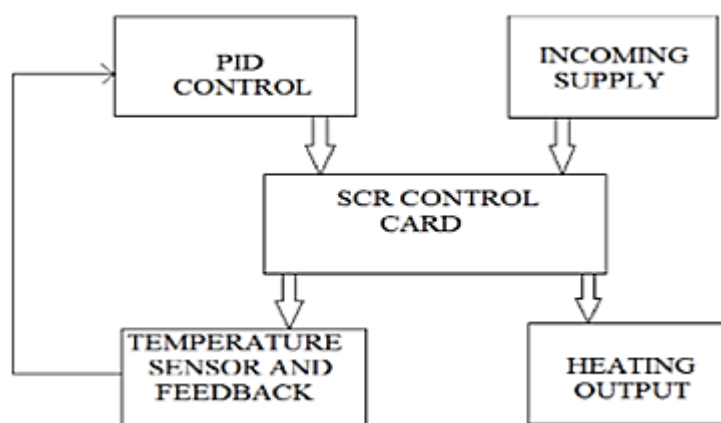 PID
CONTROL
INCOMING
SUPPLY
SCR CONTROL
CARD
TEMPERATURE
SENSOR AND
FEEDBACK
HEATING
OUTPUT